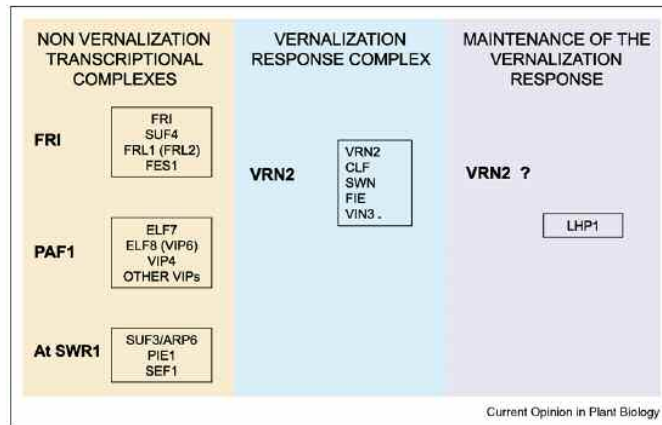 NON VERNALIZATION
TRANSCRIPTIONAL
COMPLEXES
FRI
FRI
SUF4
FRL1 (FRL2)
FES1
PAF1
ELF7
ELF8 (VIP6)
VIP4
OTHER VIPs
At SWR1
SUF3/ARP6
PIE1
SEF1
VERNALIZATION
RESPONSE COMPLEX
VRN2
VRN2
CLF
SWN
FIE
VIN3 .
MAINTENANCE OF THE
VERNALIZATION
RESPONSE
VRN2 ?
LHP1
Current Opinion in Plant Biology